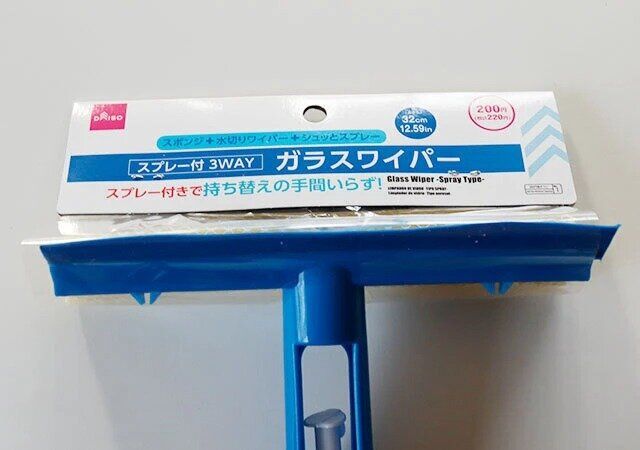 DAISO
32cm
12.59in
200円
(税込220円)
スポンジ+水切りワイパー+シュッとスプレー
スプレー付 3WAY ガラスワイパー
Glass Wiper -Spray Type-
スプレー付きで持ち替えの手間いらず!